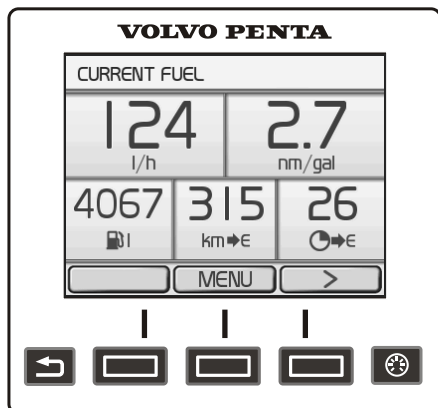 VOLVO PENTA
CURRENT FUEL
124 2.7
l/h nm/gal
4067 315 26
l km➡E ➡E
MENU >